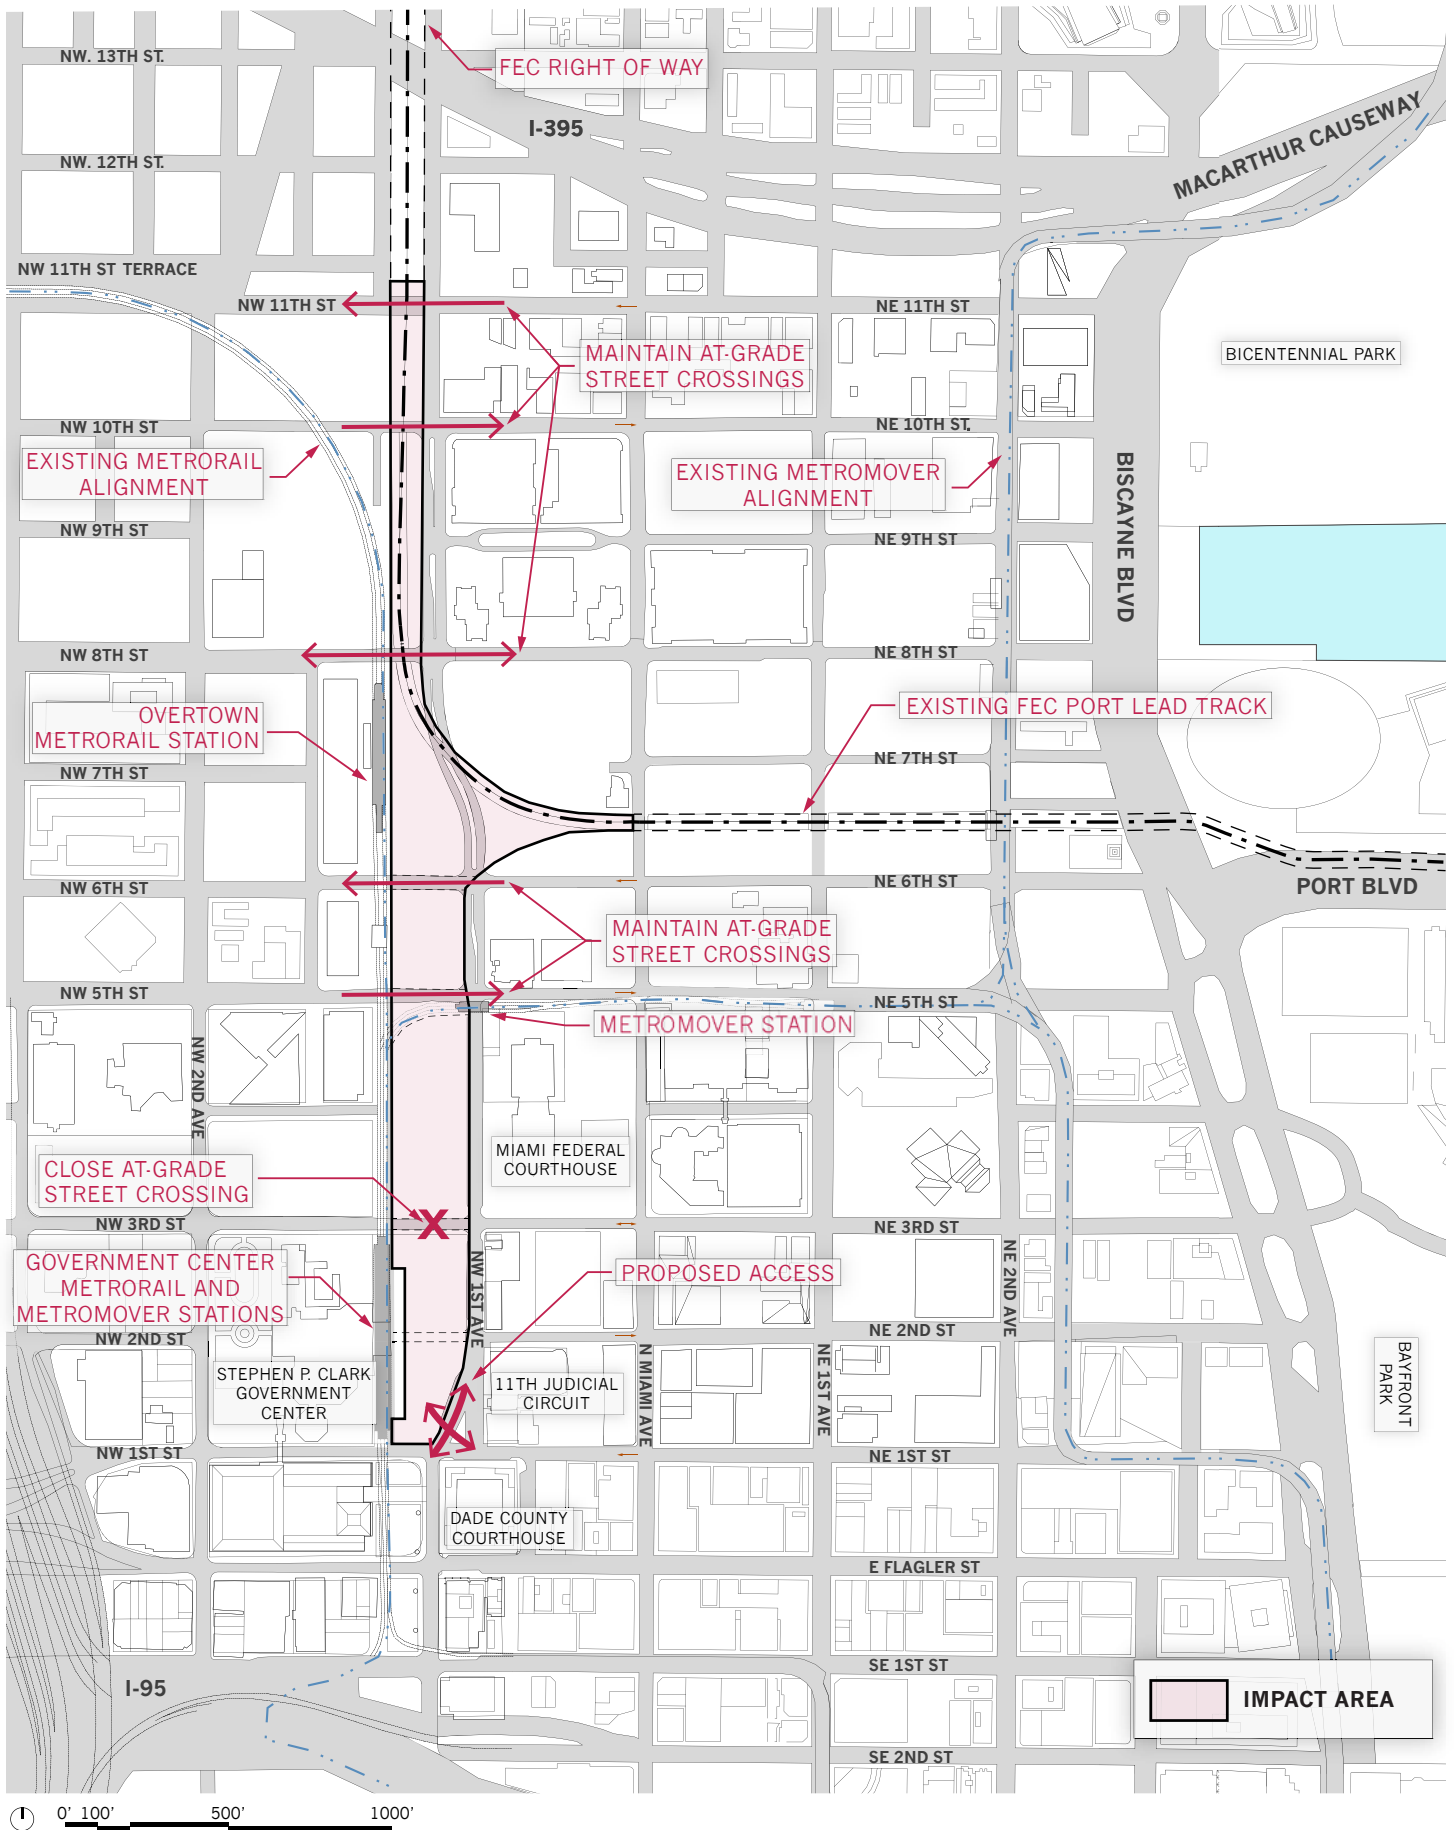 NW. 13TH ST.
FEC RIGHT OF WAY
I-395
MACARTHUR CAUSEWAY
NW. 12TH ST.
NW 11TH ST TERRACE
NW 11TH ST
NE 11TH ST
MAINTAIN AT-GRADE
STREET CROSSINGS
BICENTENNIAL PARK
NW 10TH ST
NE 10TH ST.
EXISTING METRORAIL
ALIGNMENT
EXISTING METROMOVER
ALIGNMENT
BISCAYNE BLVD
NW 9TH ST
NE 9TH ST
NW 8TH ST
NE 8TH ST
OVERTOWN
METRORAIL STATION
EXISTING FEC PORT LEAD TRACK
NW 7TH ST
NE 7TH ST
NW 6TH ST
NE 6TH ST
PORT BLVD
MAINTAIN AT-GRADE
STREET CROSSINGS
NW 5TH ST
NE 5TH ST
METROMOVER STATION
NW 2ND AVE
MIAMI FEDERAL
COURTHOUSE
CLOSE AT-GRADE
STREET CROSSING
NW 3RD ST
X
NE 3RD ST
GOVERNMENT CENTER
METRORAIL AND
METROMOVER STATIONS
NW 1ST AVE
PROPOSED ACCESS
NE 2ND AVE
NW 2ND ST
NE 2ND ST
STEPHEN P. CLARK
GOVERNMENT
CENTER
11TH JUDICIAL
CIRCUIT
N MIAMI AVE
NE 1ST AVE
BAYFRONT
PARK
NW 1ST ST
NE 1ST ST
DADE COUNTY
COURTHOUSE
E FLAGLER ST
SE 1ST ST
I-95
IMPACT AREA
SE 2ND ST
0' 100' 500' 1000'